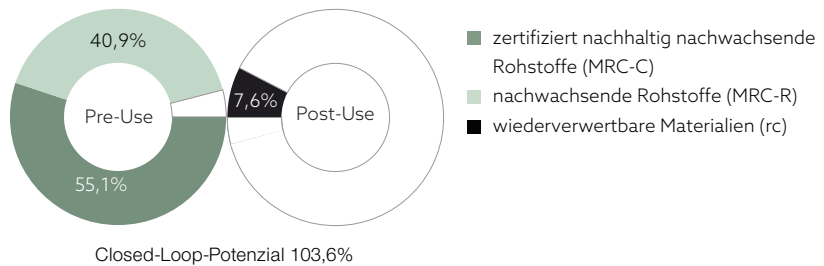 40,9%
Pre-Use
55,1%
7,6%
Post-Use
zertifiziert nachhaltig nachwachsende
Rohstoffe (MRC-C)
nachwachsende Rohstoffe (MRC-R)
wiederverwertbare Materialien (rc)
Closed-Loop-Potenzial 103,6%